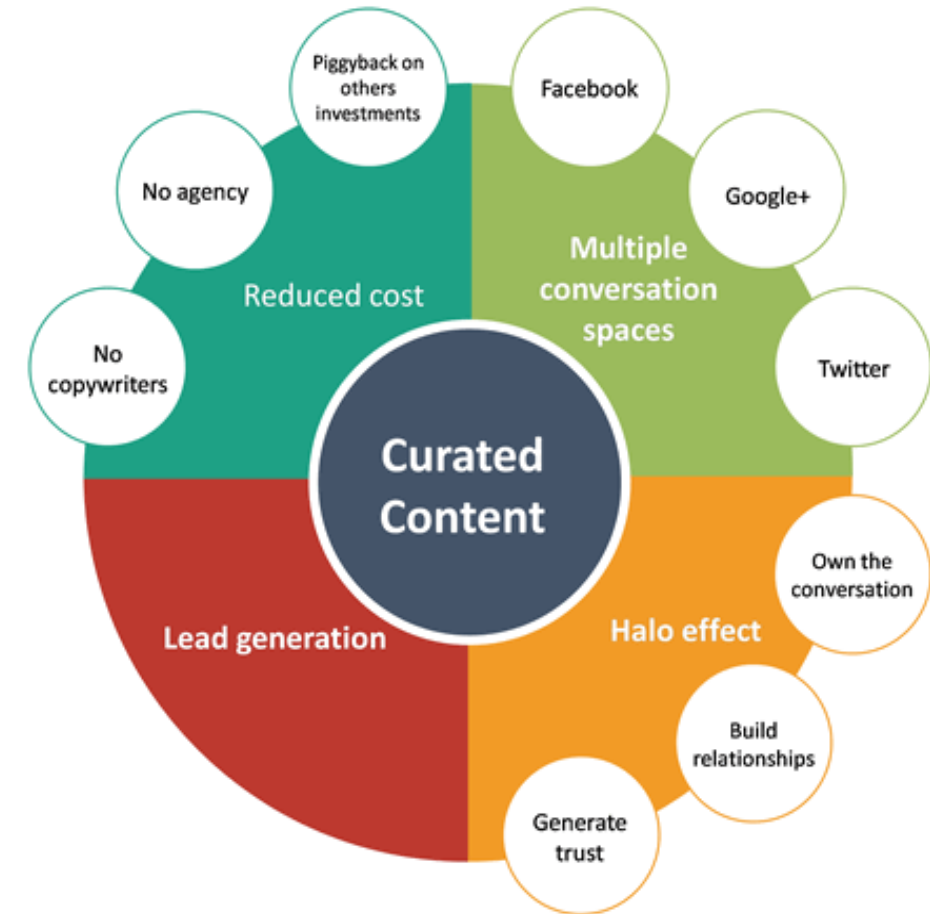 Piggyback on
others
investments
Facebook
No agency
Google+
Multiple
conversation
spaces
Reduced cost
No
copywriters
Twitter
Curated
Content
Own the
conversation
Lead generation
Halo effect
Build
relationships
Generate
trust